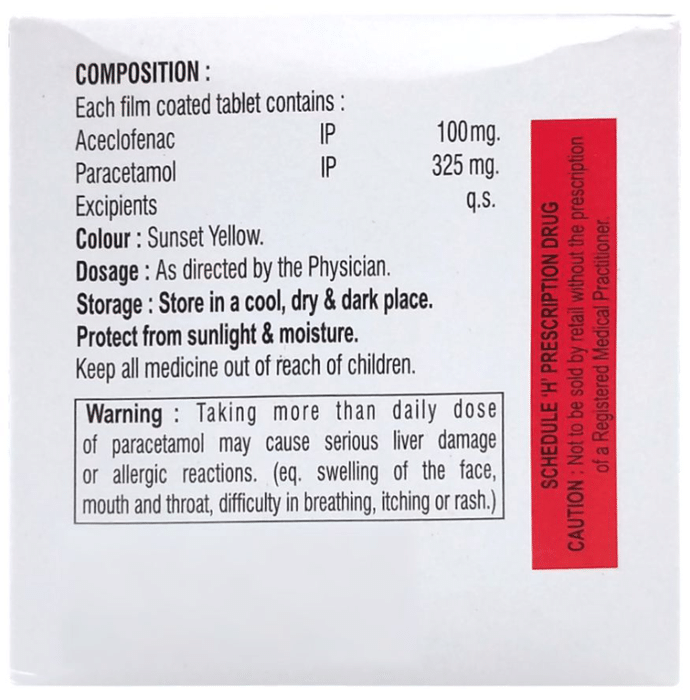 COMPOSITION :
Each film coated tablet contains :
Aceclofenac IP 100mg.
Paracetamol IP 325 mg.
Excipients q.s.
Colour : Sunset Yellow.
Dosage : As directed by the Physician.
Storage : Store in a cool, dry & dark place.
Protect from sunlight & moisture.
Keep all medicine out of reach of children.
Warning : Taking more than daily dose
of paracetamol may cause serious liver damage
or allergic reactions. (eq. swelling of the face,
mouth and throat, difficulty in breathing, itching or rash.)
SCHEDULE 'H' PRESCRIPTION DRUG
CAUTION : Not to be sold by retail without the prescription
of a Registered Medical Practitioner.